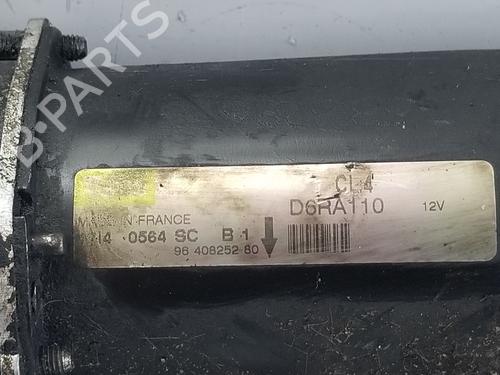 B-PARTS
CL4
D6RA110 12V
MADE IN FRANCE
0564 SC B 1
96 408252 80